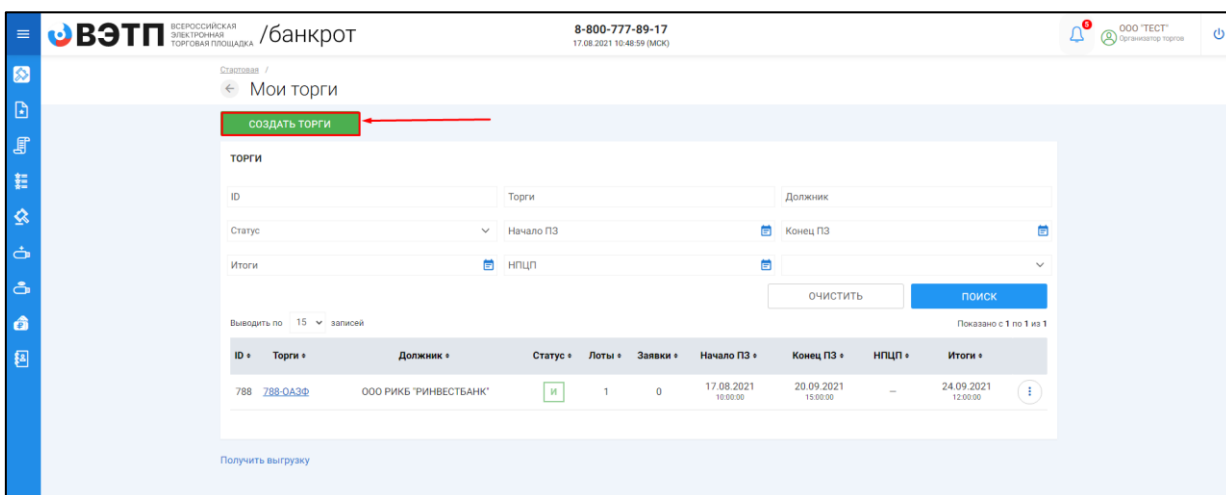 ВЭТП ВСЕРОССИЙСКАЯ ЭЛЕКТРОННАЯ ТОРГОВАЯ ПЛОЩАДКА /банкрот
8-800-777-89-17
17.08.2021 10:48:59 (МСК)
5
ООО "ТЕСТ"
Организатор торгов
Стартовая /
Мои торги
СОЗДАТЬ ТОРГИ
ТОРГИ
ID Торги Должник
Статус Начало ПЗ Конец ПЗ
Итоги НПЦП
ОЧИСТИТЬ ПОИСК
Выводить по 15 записей Показано с 1 по 1 из 1
ID Торги Должник Статус Лоты Заявки Начало ПЗ Конец ПЗ НПЦП Итоги
788 788-ОАЗФ ООО РИКБ "РИНВЕСТБАНК" И 1 0 17.08.2021 20.09.2021 — 24.09.2021
10:00:00 15:00:00 12:00:00
Получить выгрузку